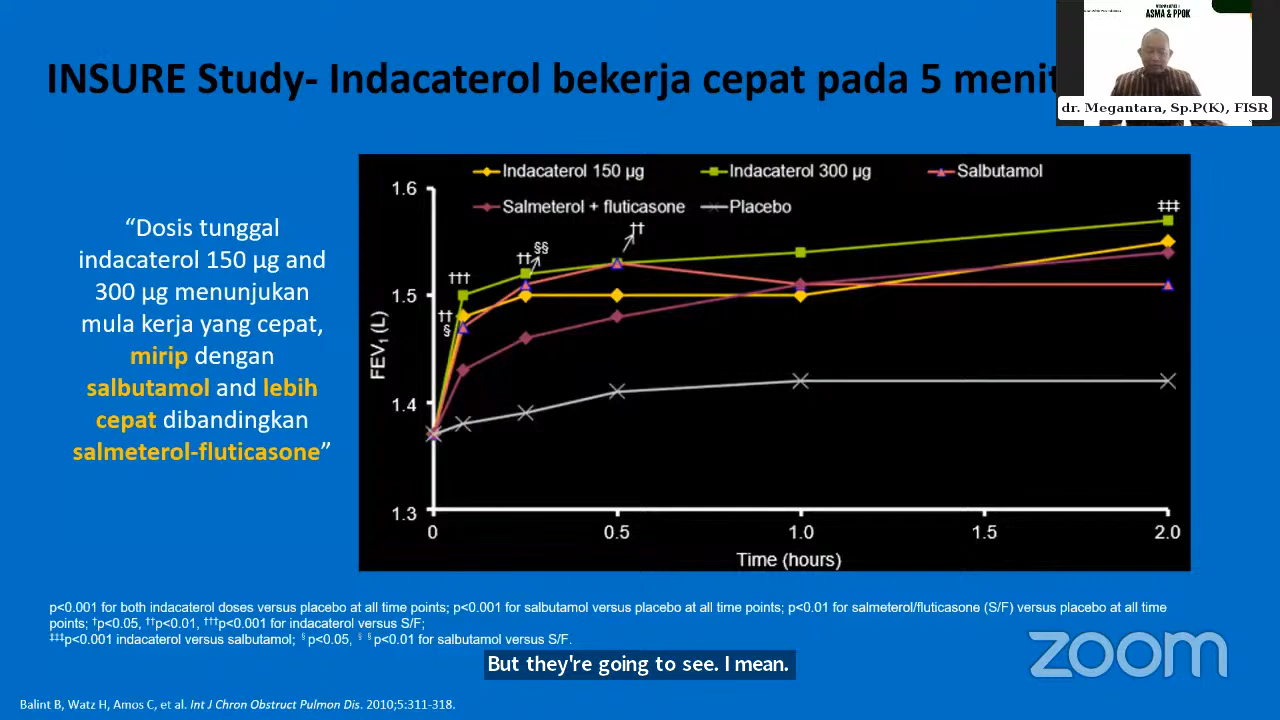 ASMA & PPOK
INSURE Study- Indacaterol bekerja cepat pada 5 menit
dr. Megantara, Sp.P(K), FISR
“Dosis tunggal
indacaterol 150 µg and
300 µg menunjukan
mula kerja yang cepat,
mirip dengan
salbutamol and lebih
cepat dibandingkan
salmeterol-fluticasone”
Indacaterol 150 µg
Indacaterol 300 µg
Salbutamol
Salmeterol + fluticasone
Placebo
FEV₁ (L)
1.6
1.5
1.4
1.3
††
§
†††
††
§§
††
‡‡‡
0
0.5
1.0
1.5
2.0
Time (hours)
p<0.001 for both indacaterol doses versus placebo at all time points; p<0.001 for salbutamol versus placebo at all time points; p<0.01 for salmeterol/fluticasone (S/F) versus placebo at all time
points; †p<0.05, ††p<0.01, †††p<0.001 for indacaterol versus S/F;
‡‡‡p<0.001 indacaterol versus salbutamol; § p<0.05, § § p<0.01 for salbutamol versus S/F.
zoom
But they're going to see. I mean.
Balint B, Watz H, Amos C, et al. Int J Chron Obstruct Pulmon Dis. 2010;5:311-318.